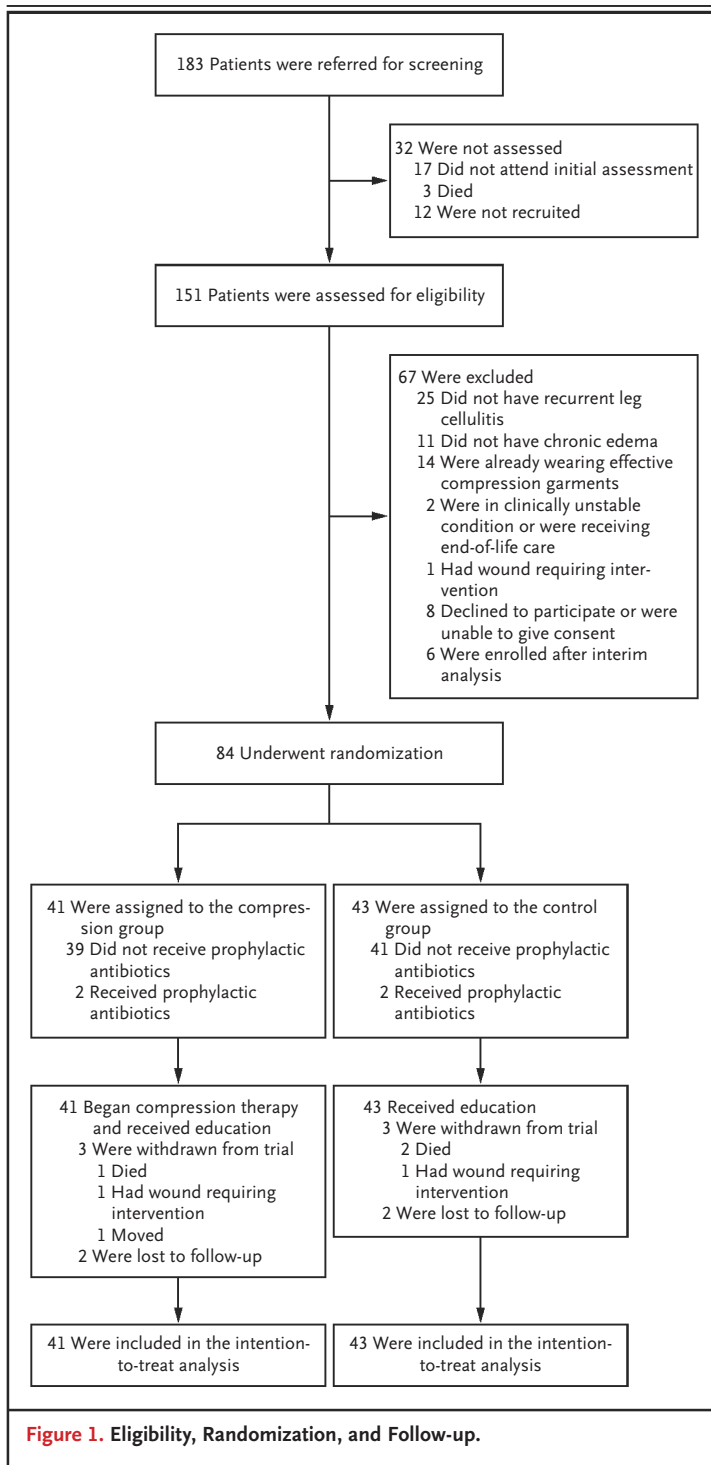 183 Patients were referred for screening
32 Were not assessed
17 Did not attend initial assessment
3 Died
12 Were not recruited
151 Patients were assessed for eligibility
67 Were excluded
25 Did not have recurrent leg
cellulitis
11 Did not have chronic edema
14 Were already wearing effective
compression garments
2 Were in clinically unstable
condition or were receiving
end-of-life care
1 Had wound requiring inter-
vention
8 Declined to participate or were
unable to give consent
6 Were enrolled after interim
analysis
84 Underwent randomization
41 Were assigned to the compres-
sion group
39 Did not receive prophylactic
antibiotics
2 Received prophylactic
antibiotics
43 Were assigned to the control
group
41 Did not receive prophylactic
antibiotics
2 Received prophylactic
antibiotics
41 Began compression therapy
and received education
3 Were withdrawn from trial
1 Died
1 Had wound requiring
intervention
1 Moved
2 Were lost to follow-up
43 Received education
3 Were withdrawn from trial
2 Died
1 Had wound requiring
intervention
2 Were lost to follow-up
41 Were included in the intention-
to-treat analysis
43 Were included in the intention-
to-treat analysis
Figure 1. Eligibility, Randomization, and Follow-up.